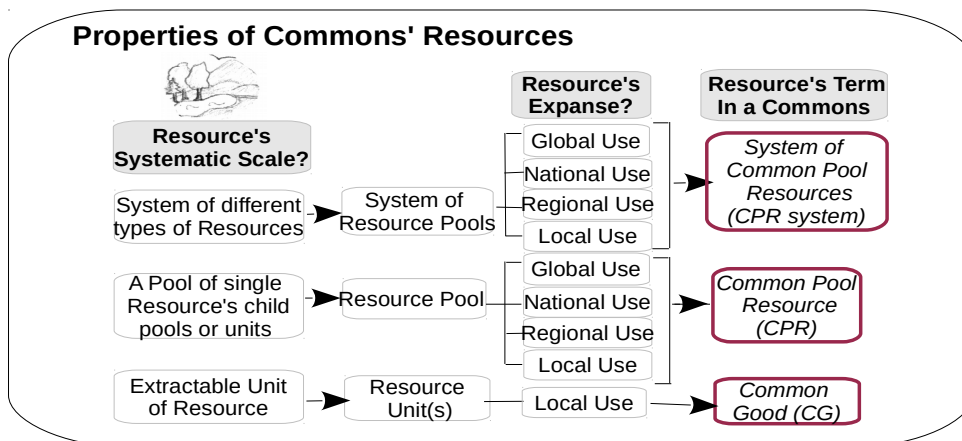 Properties of Commons' Resources
Resource's
Systematic Scale?
Resource's
Expanse?
Resource's Term
In a Commons
System of different
types of Resources
System of
Resource Pools
Global Use
National Use
Regional Use
Local Use
System of
Common Pool
Resources
(CPR system)
A Pool of single
Resource's child
pools or units
Resource Pool
Global Use
National Use
Regional Use
Local Use
Common Pool
Resource
(CPR)
Extractable Unit
of Resource
Resource
Unit(s)
Local Use
Common
Good (CG)